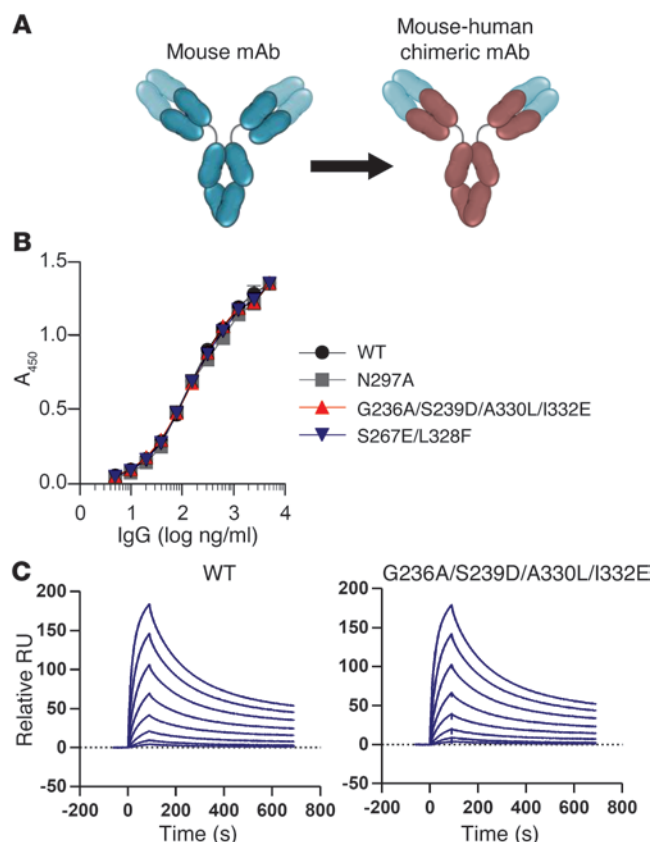 A
Mouse mAb
Mouse-human
chimeric mAb
B
1.5
1.0
0.5
0.0
A450
0 1 2 3 4
IgG (log ng/ml)
WT
N297A
G236A/S239D/A330L/I332E
S267E/L328F
C
WT
200
150
100
50
0
-50
Relative RU
-200 0 200 400 600 800
Time (s)
G236A/S239D/A330L/I332E
200
150
100
50
0
-50
-200 0 200 400 600 800
Time (s)